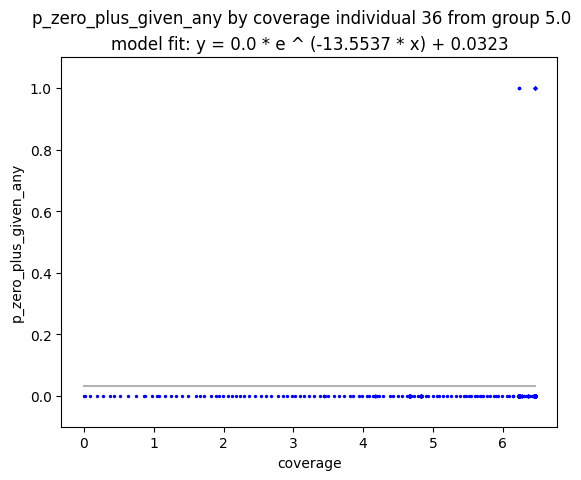 p_zero_plus_given_any by coverage individual 36 from group 5.0
model fit: y = 0.0 * e ^ (-13.5537 * x) + 0.0323
1.0
0.8
0.6
0.4
0.2
0.0
p_zero_plus_given_any
0 1 2 3 4 5 6
coverage